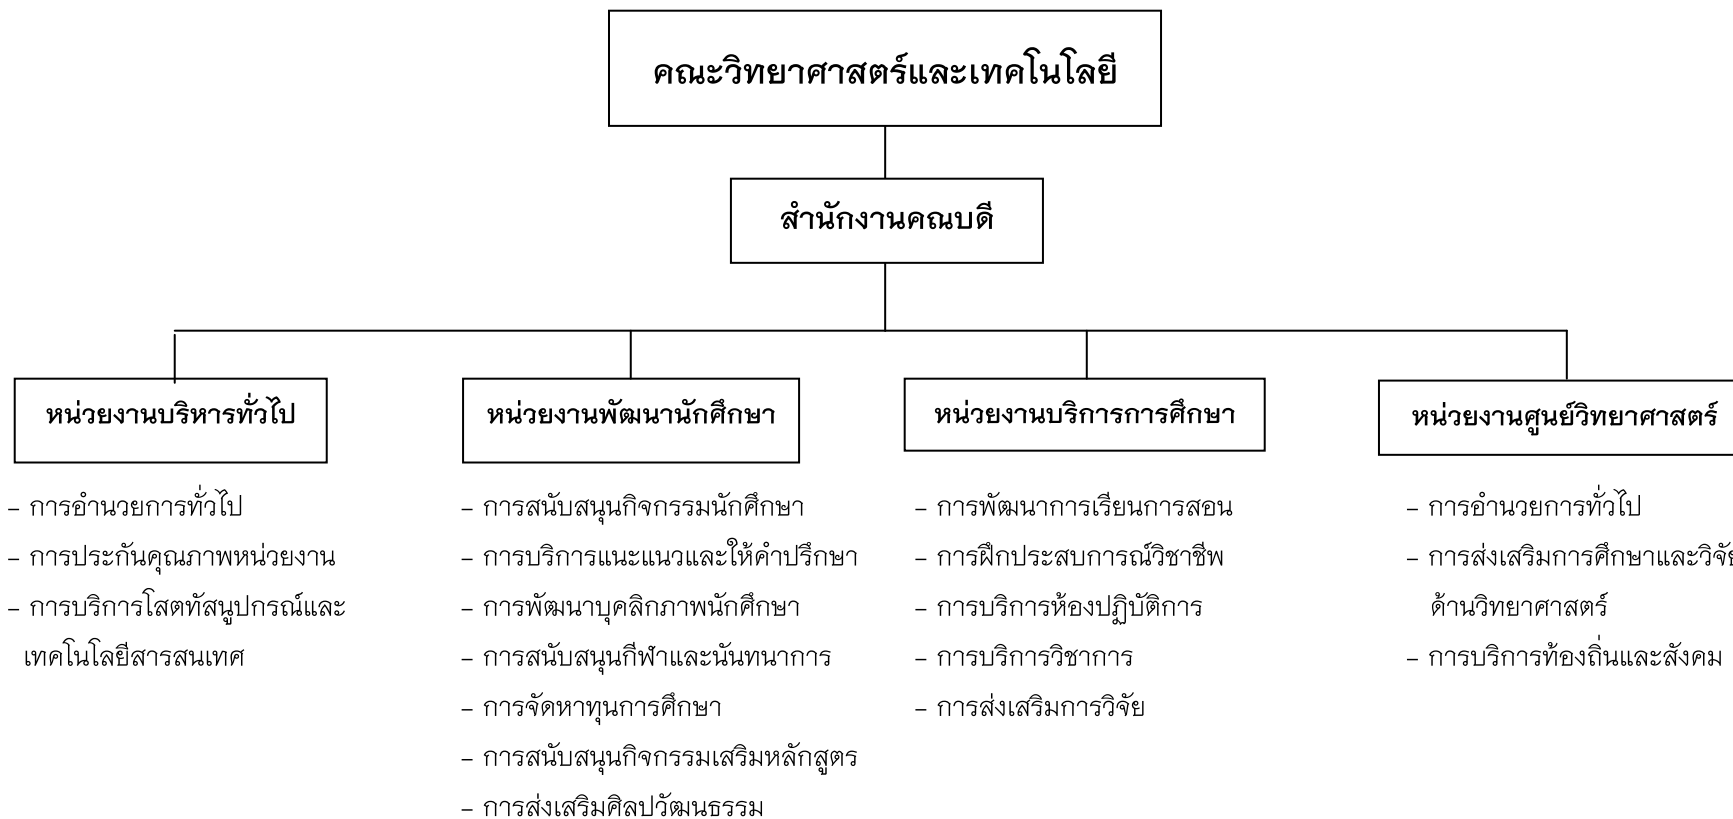 คณะวิทยาศาสตร์และเทคโนโลยี
สำนักงานคณบดี
หน่วยงานบริหารทั่วไป
– การอำนวยการทั่วไป
– การประกันคุณภาพหน่วยงาน
– การบริการโสตทัสนูปกรณ์และ
เทคโนโลยีสารสนเทศ
หน่วยงานพัฒนานักศึกษา
– การสนับสนุนกิจกรรมนักศึกษา
– การบริการแนะแนวและให้คำปรึกษา
– การพัฒนาบุคลิกภาพนักศึกษา
– การสนับสนุนกีฬาและนันทนาการ
– การจัดหาทุนการศึกษา
– การสนับสนุนกิจกรรมเสริมหลักสูตร
– การส่งเสริมศิลปวัฒนธรรม
หน่วยงานบริการการศึกษา
– การพัฒนาการเรียนการสอน
– การฝึกประสบการณ์วิชาชีพ
– การบริการห้องปฏิบัติการ
– การบริการวิชาการ
– การส่งเสริมการวิจัย
หน่วยงานศูนย์วิทยาศาสตร์
– การอำนวยการทั่วไป
– การส่งเสริมการศึกษาและวิจัย
ด้านวิทยาศาสตร์
– การบริการท้องถิ่นและสังคม